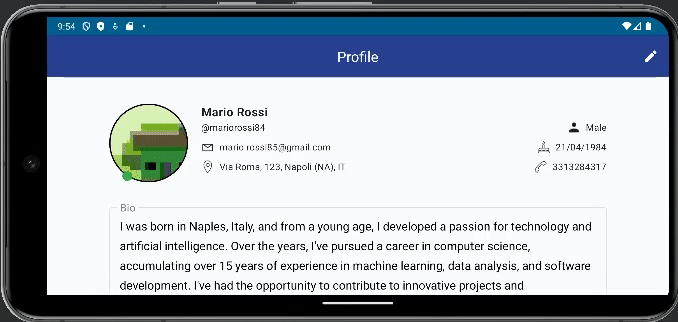 9:54
Profile
Mario Rossi
@mariorossi84
Male
mario.rossi85@gmail.com
21/04/1984
Via Roma, 123, Napoli (NA), IT
3313284317
Bio
I was born in Naples, Italy, and from a young age, I developed a passion for technology and
artificial intelligence. Over the years, I've pursued a career in computer science,
accumulating over 15 years of experience in machine learning, data analysis, and software
development. I've had the opportunity to contribute to innovative projects and